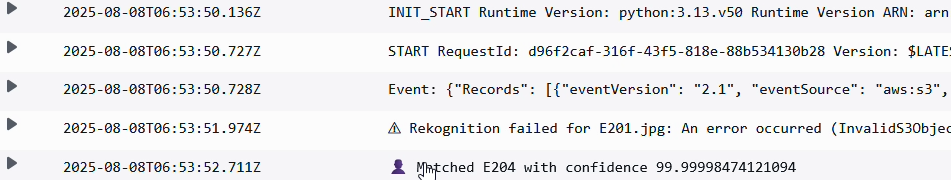 2025-08-08T06:53:50.136Z INIT_START Runtime Version: python:3.13.v50 Runtime Version ARN: arn
2025-08-08T06:53:50.727Z START RequestId: d96f2caf-316f-43f5-818e-88b534130b28 Version: $LATES
2025-08-08T06:53:50.728Z Event: {"Records": [{"eventVersion": "2.1", "eventSource": "aws:s3",
2025-08-08T06:53:51.974Z ⚠ Rekognition failed for E201.jpg: An error occurred (InvalidS3Objec
2025-08-08T06:53:52.711Z 👤 Matched E204 with confidence 99.99998474121094